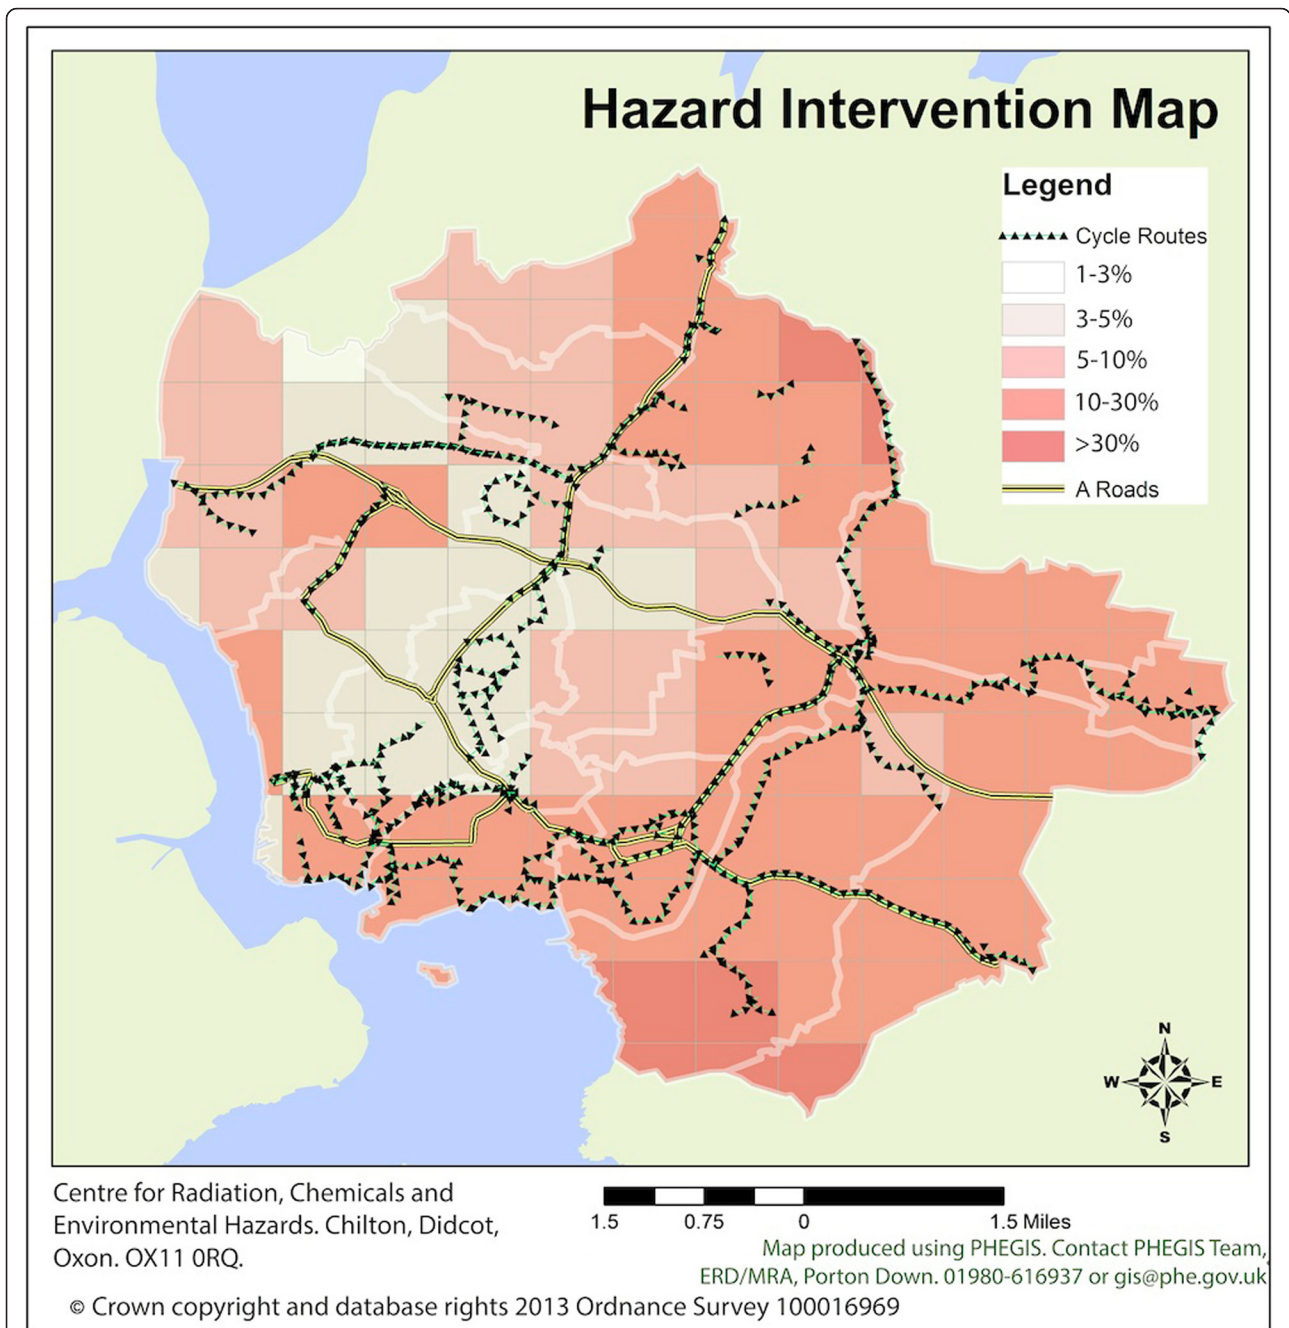 Hazard Intervention Map
Legend
Cycle Routes
1-3%
3-5%
5-10%
10-30%
>30%
A Roads
N
W E
S
Centre for Radiation, Chemicals and
Environmental Hazards. Chilton, Didcot,
Oxon. OX11 0RQ.
1.5 0.75 0 1.5 Miles
Map produced using PHEGIS. Contact PHEGIS Team,
ERD/MRA, Porton Down. 01980-616937 or gis@phe.gov.uk
© Crown copyright and database rights 2013 Ordnance Survey 100016969